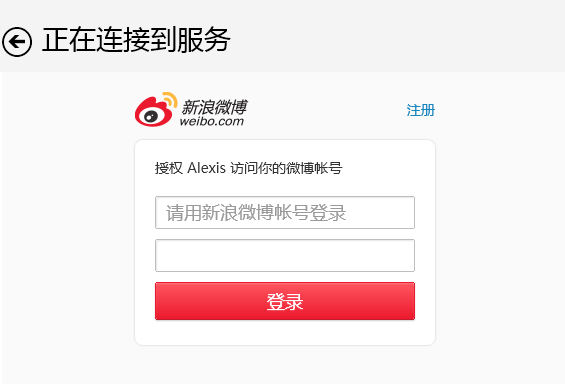 正在连接到服务
新浪微博
weibo.com
注册
授权 Alexis 访问你的微博帐号
请用新浪微博帐号登录
登录